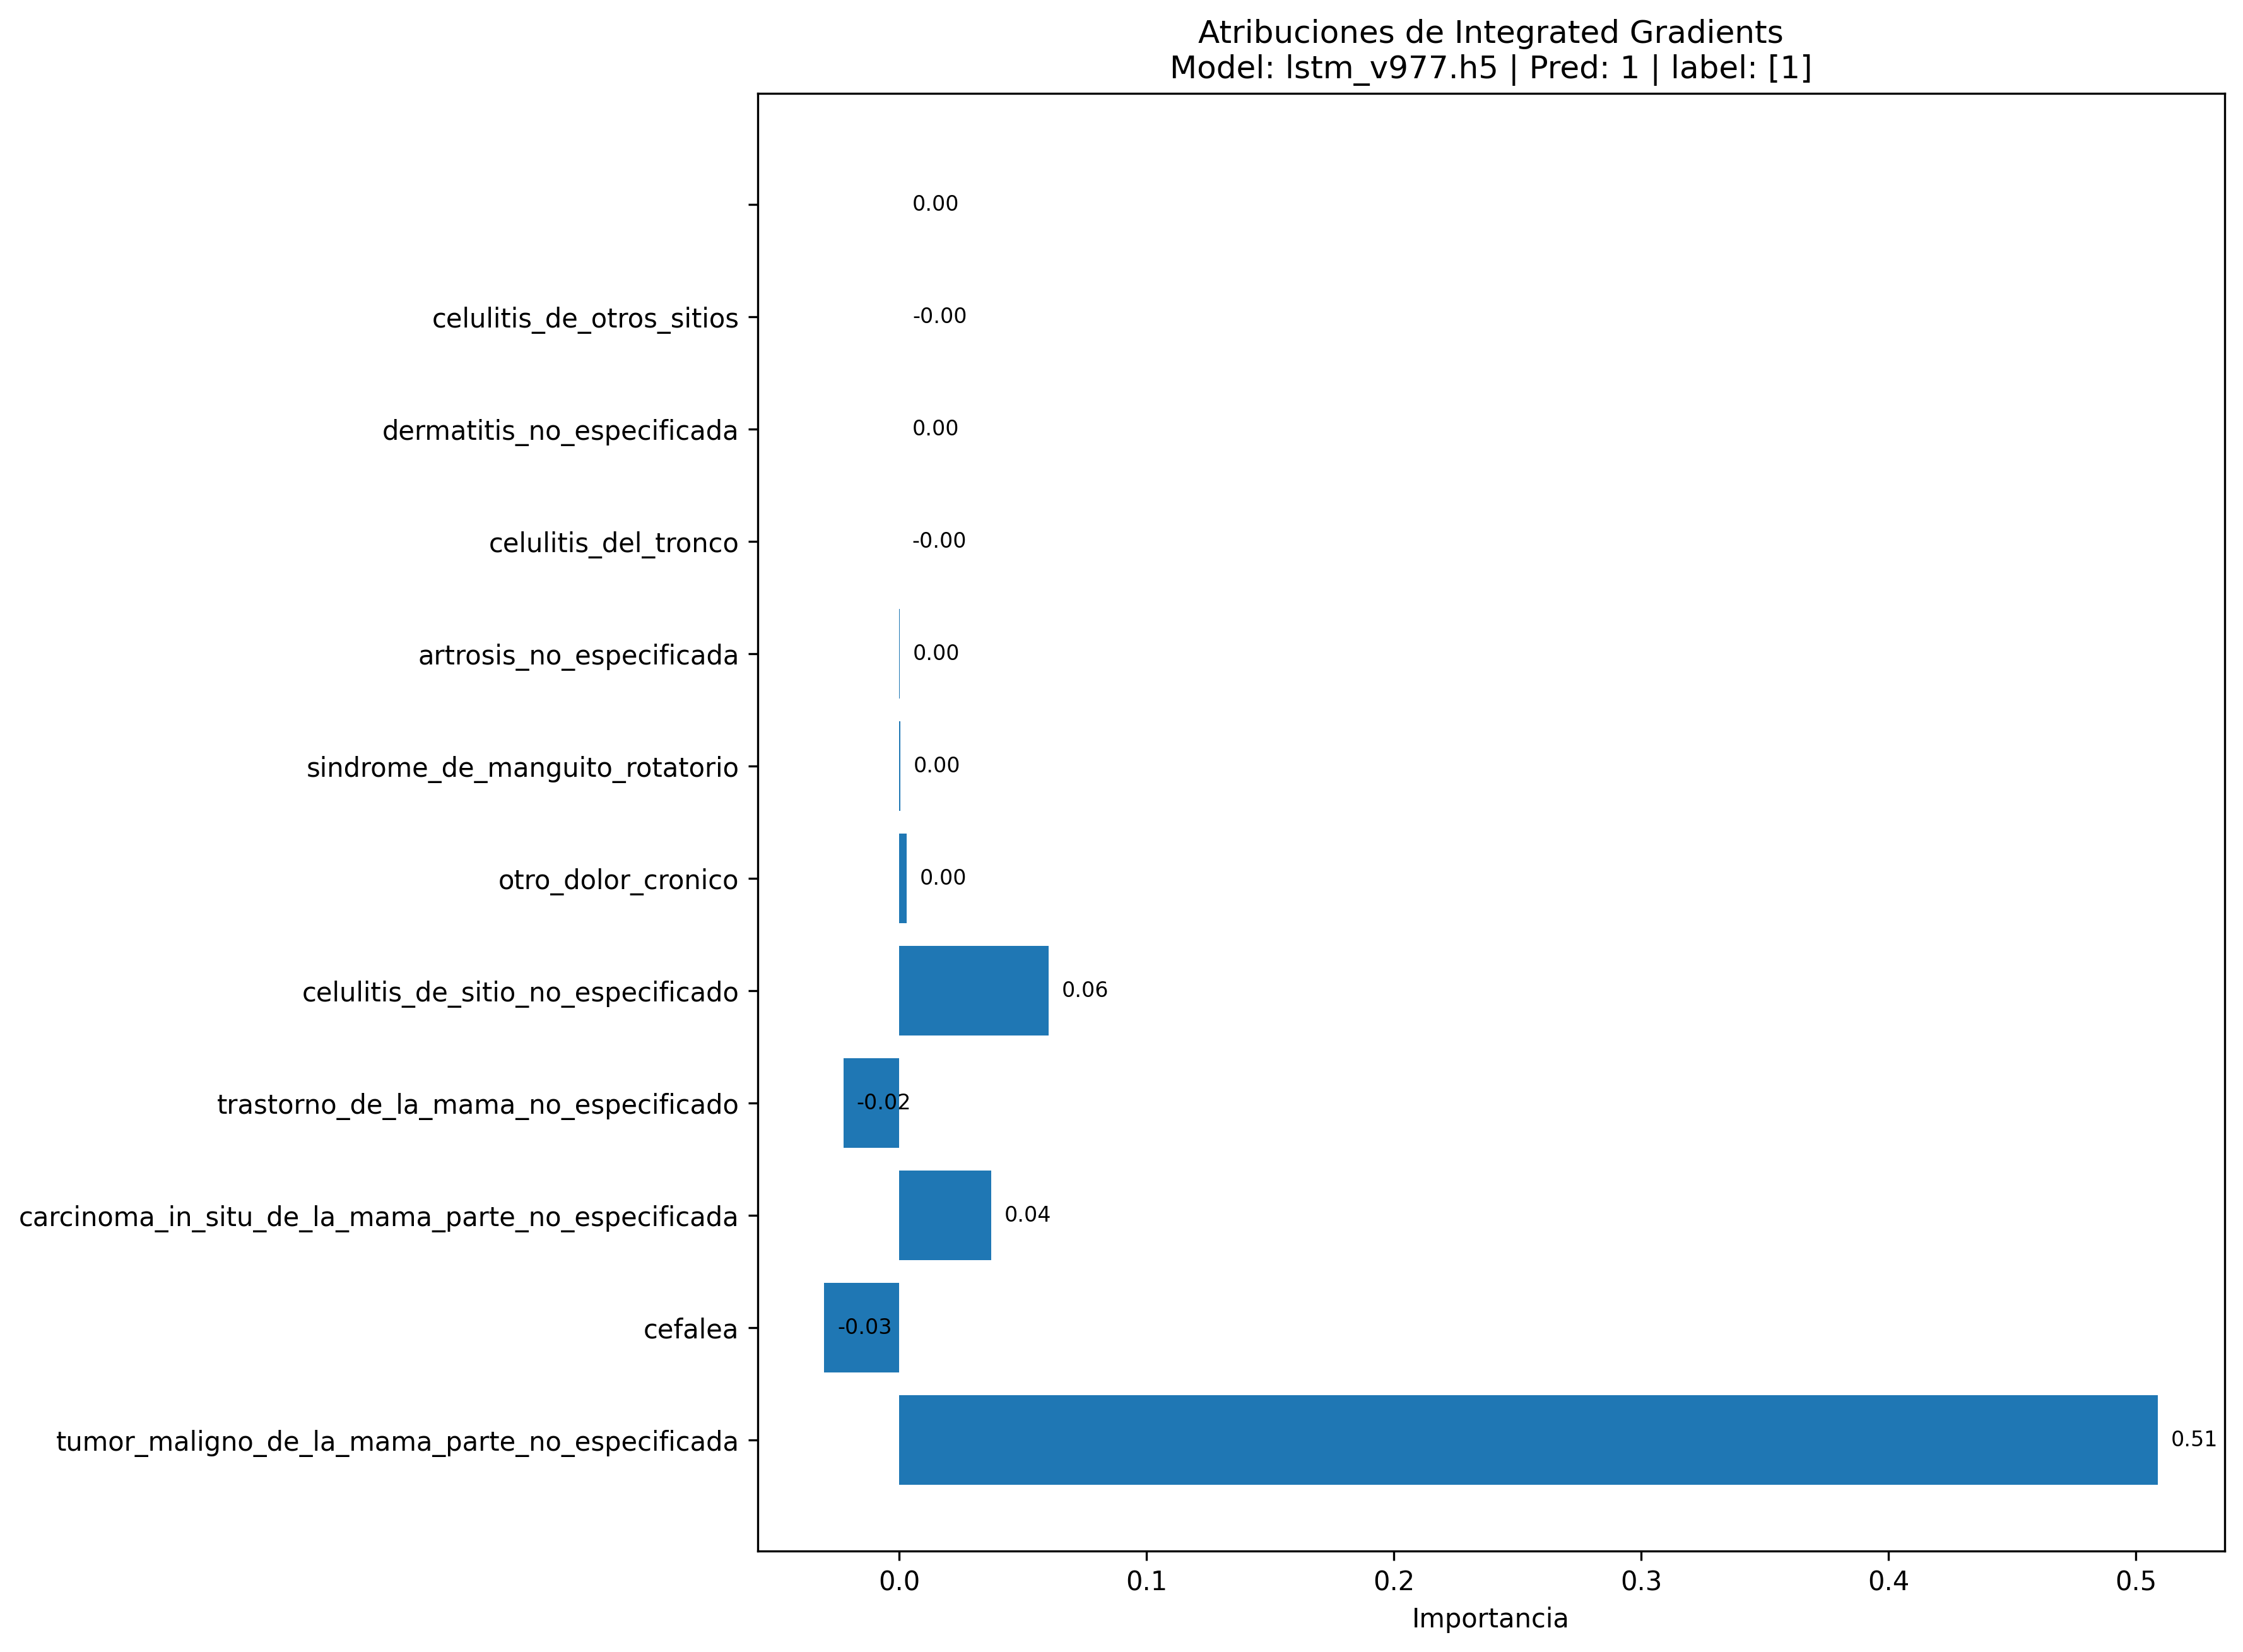 Atribuciones de Integrated Gradients
Model: lstm_v977.h5 | Pred: 1 | label: [1]
0.00
celulitis_de_otros_sitios -0.00
dermatitis_no_especificada 0.00
celulitis_del_tronco -0.00
artrosis_no_especificada 0.00
sindrome_de_manguito_rotatorio 0.00
otro_dolor_cronico 0.00
celulitis_de_sitio_no_especificado 0.06
trastorno_de_la_mama_no_especificado -0.02
carcinoma_in_situ_de_la_mama_parte_no_especificada 0.04
cefalea -0.03
tumor_maligno_de_la_mama_parte_no_especificada 0.51
0.0 0.1 0.2 0.3 0.4 0.5
Importancia